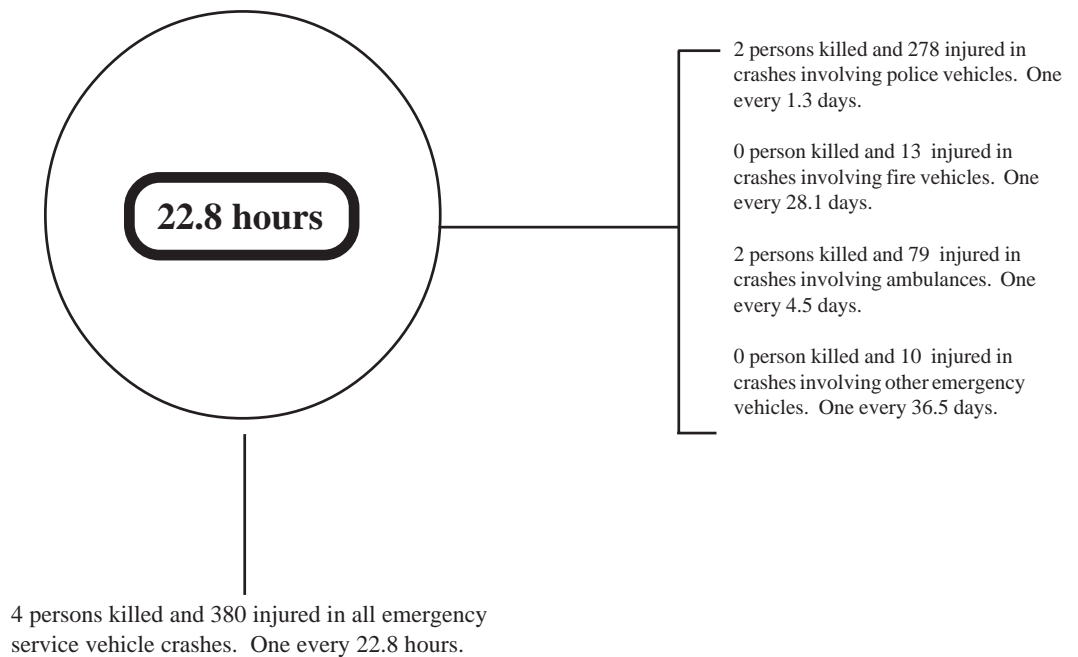 22.8 hours
2 persons killed and 278 injured in
crashes involving police vehicles. One
every 1.3 days.
0 person killed and 13 injured in
crashes involving fire vehicles. One
every 28.1 days.
2 persons killed and 79 injured in
crashes involving ambulances. One
every 4.5 days.
0 person killed and 10 injured in
crashes involving other emergency
vehicles. One every 36.5 days.
4 persons killed and 380 injured in all emergency
service vehicle crashes. One every 22.8 hours.